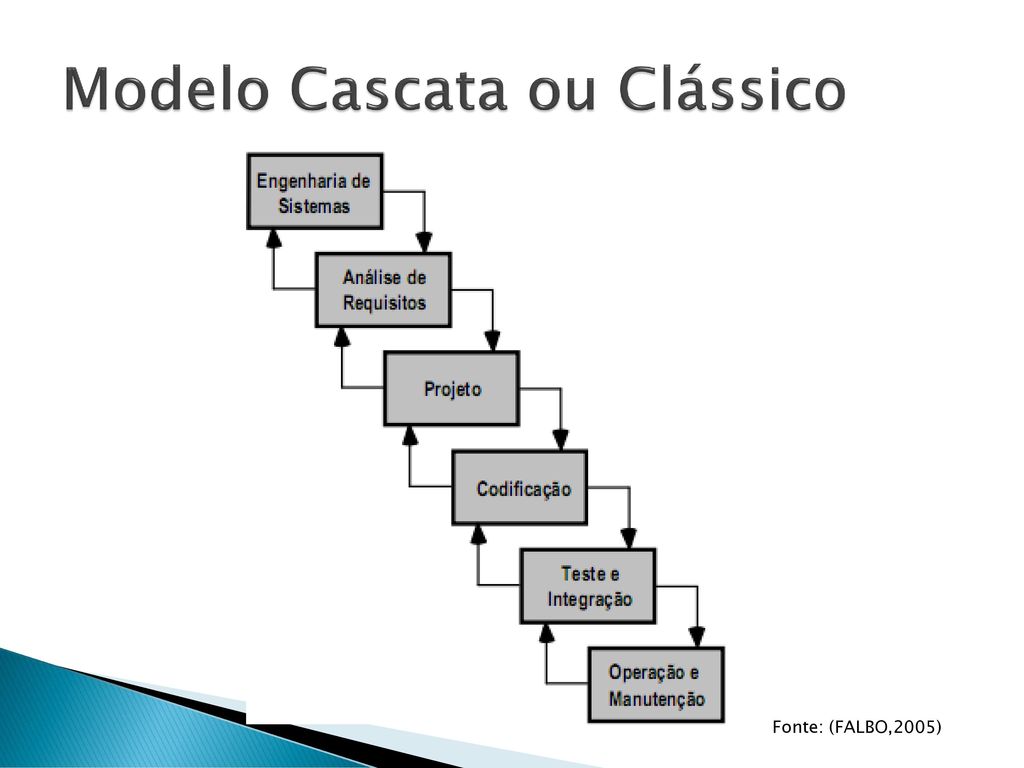 Modelo Cascata ou Clássico
Engenharia de
Sistemas
Análise de
Requisitos
Projeto
Codificação
Teste e
Integração
Operação e
Manutenção
Fonte: (FALBO,2005)